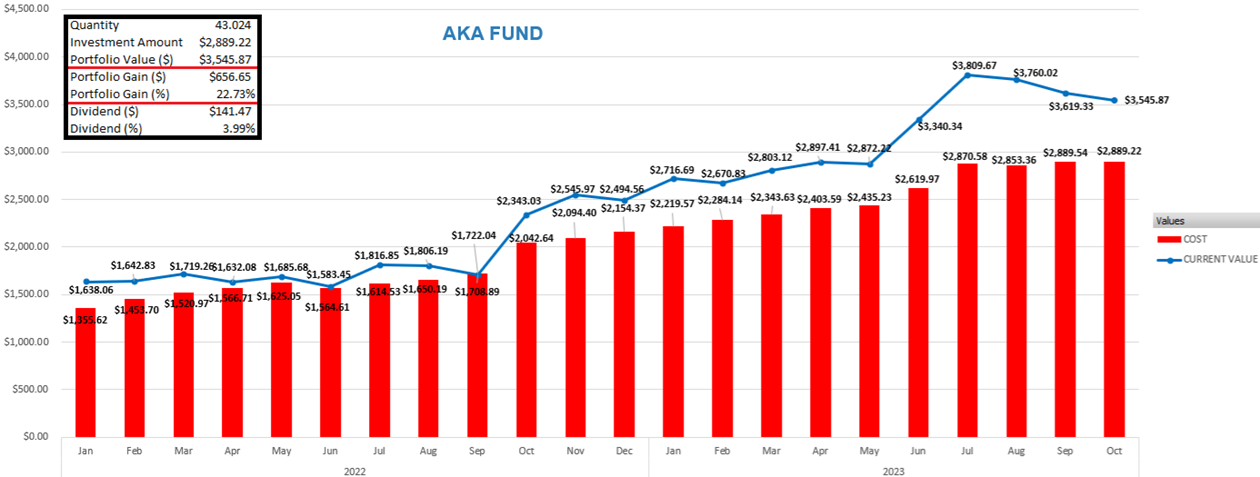 AKA FUND
Quantity 43.024
Investment Amount $2,889.22
Portfolio Value ($) $3,545.87
Portfolio Gain ($) $656.65
Portfolio Gain (%) 22.73%
Dividend ($) $141.47
Dividend (%) 3.99%
$4,500.00
$4,000.00
$3,500.00
$3,000.00
$2,500.00
$2,000.00
$1,500.00
$1,000.00
$500.00
$0.00
$1,638.06 $1,642.83 $1,719.26 $1,632.08 $1,685.68 $1,583.45 $1,816.85 $1,806.19 $1,708.89 $2,343.03 $2,545.97 $2,494.56 $2,716.69 $2,670.83 $2,803.12 $2,897.41 $2,872.22 $3,340.34 $3,809.67 $3,760.02 $3,619.33 $3,545.87
$1,355.62 $1,453.70 $1,520.97 $1,566.71 $1,625.05 $1,564.61 $1,614.53 $1,650.19 $1,722.04 $2,042.64 $2,094.40 $2,154.37 $2,219.57 $2,284.14 $2,343.63 $2,403.59 $2,435.23 $2,619.97 $2,870.58 $2,853.36 $2,889.54 $2,889.22
Jan Feb Mar Apr May Jun Jul Aug Sep Oct Nov Dec Jan Feb Mar Apr May Jun Jul Aug Sep Oct
2022 2023
Values
COST
CURRENT VALUE